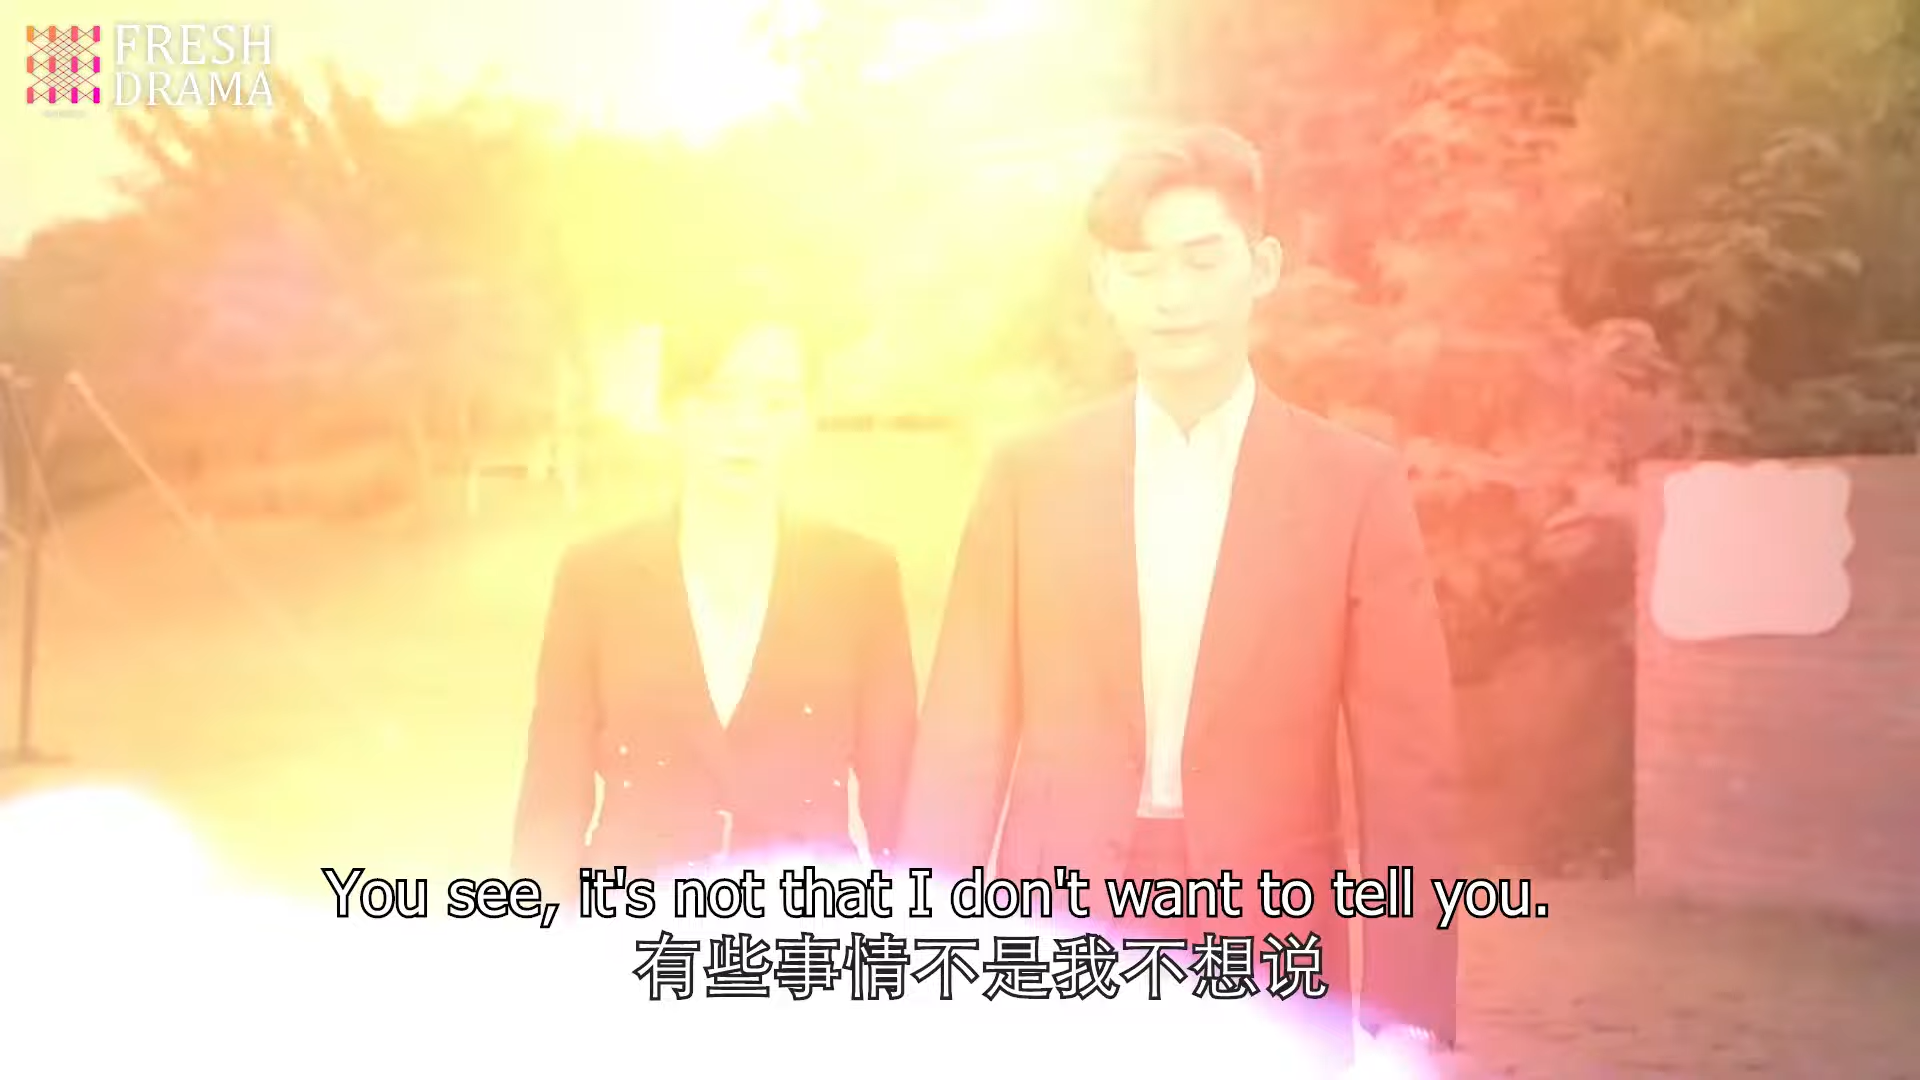 FRESH
DRAMA
You see, it's not that I don't want to tell you.
有些事情不是我不想说